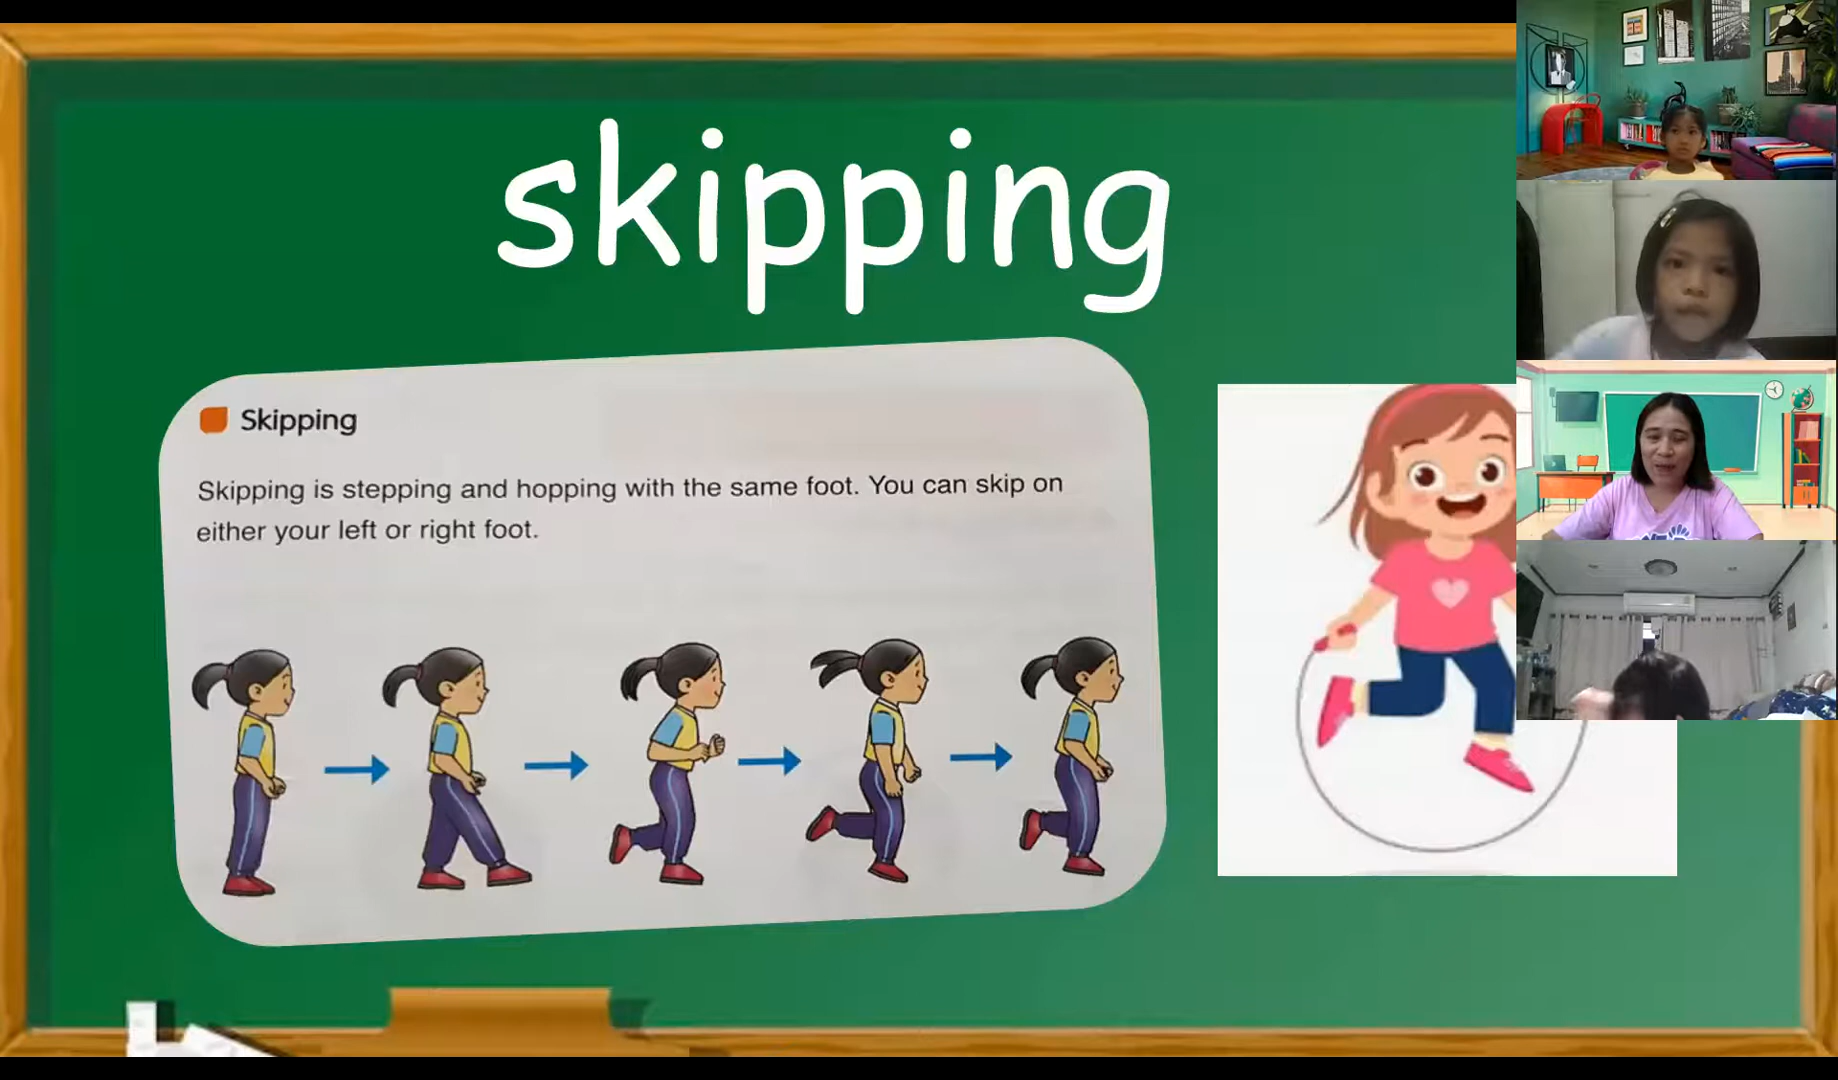 skipping
Skipping
Skipping is stepping and hopping with the same foot. You can skip on
either your left or right foot.